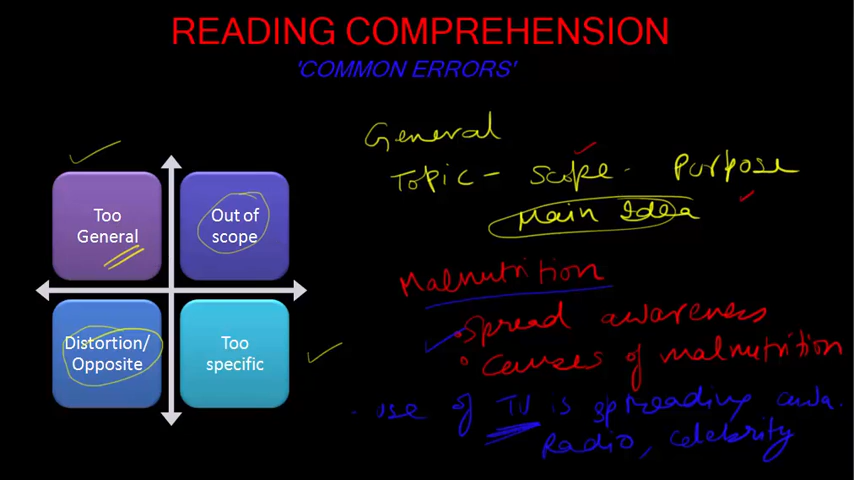 READING COMPREHENSION
'COMMON ERRORS'
Too
General
Out of
scope
Distortion/
Opposite
Too
specific
General
Topic - Scope - Purpose
Main Idea
Malnutrition
• Spread awareness
• Causes of malnutrition
. use of TV is spreading awa.
Radio, celebrity